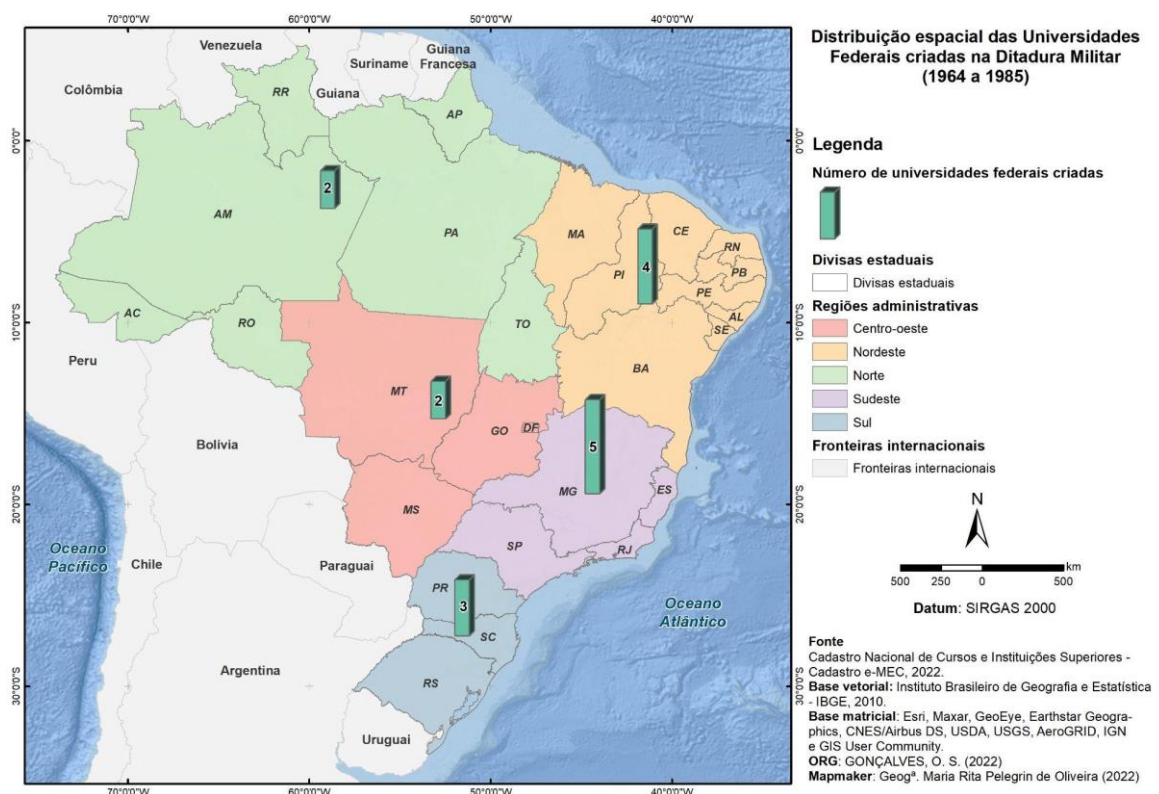 70°0'0"O
60°0'0"O
50°0'0"O
40°0'0"O
Venezuela
Guiana
Francesa
Suriname
Guiana
Colômbia
RR
AP
0°0'0"
0°0'0"
2
AM
PA
MA
CE
RN
PI
4
PB
PE
AL
SE
10°0'0"S
10°0'0"S
AC
RO
TO
Peru
BA
MT
2
GO
DF
Bolívia
5
MG
ES
20°0'0"S
20°0'0"S
MS
SP
RJ
Oceano
Pacífico
Chile
Paraguai
PR
3
SC
Oceano
Atlântico
Argentina
RS
30°0'0"S
30°0'0"S
Uruguai
70°0'0"O
60°0'0"O
50°0'0"O
40°0'0"O
Distribuição espacial das Universidades
Federais criadas na Ditadura Militar
(1964 a 1985)
Legenda
Número de universidades federais criadas
Divisas estaduais
Divisas estaduais
Regiões administrativas
Centro-oeste
Nordeste
Norte
Sudeste
Sul
Fronteiras internacionais
Fronteiras internacionais
N
km
500 250 0 500
Datum: SIRGAS 2000
Fonte
Cadastro Nacional de Cursos e Instituições Superiores -
Cadastro e-MEC, 2022.
Base vetorial: Instituto Brasileiro de Geografia e Estatística
- IBGE, 2010.
Base matricial: Esri, Maxar, GeoEye, Earthstar Geogra-
phics, CNES/Airbus DS, USDA, USGS, AeroGRID, IGN
e GIS User Community.
ORG: GONÇALVES, O. S. (2022)
Mapmaker: Geogª. Maria Rita Pelegrin de Oliveira (2022)